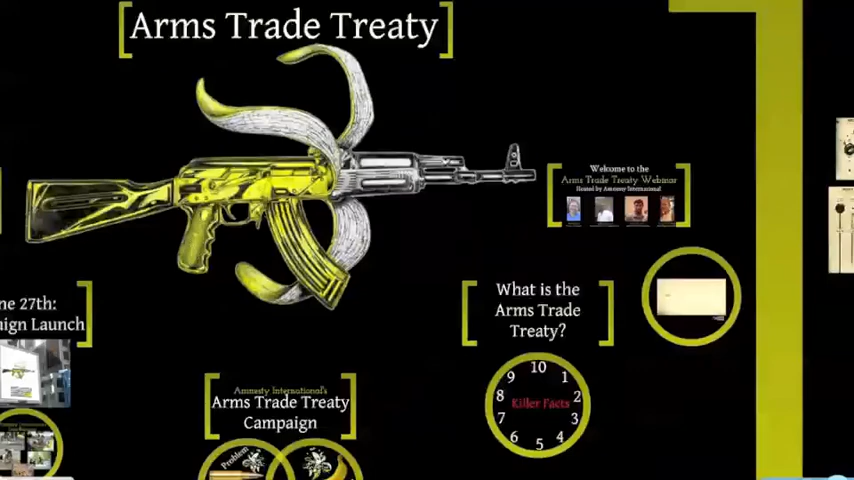 Arms Trade Treaty
Welcome to the
Arms Trade Treaty Webinar
Hosted by Amnesty International
ne 27th:
ign Launch
What is the
Arms Trade
Treaty?
10
9
1
8
2
Killer Facts
7
3
6
5
4
Amnesty International's
Arms Trade Treaty
Campaign
Problem